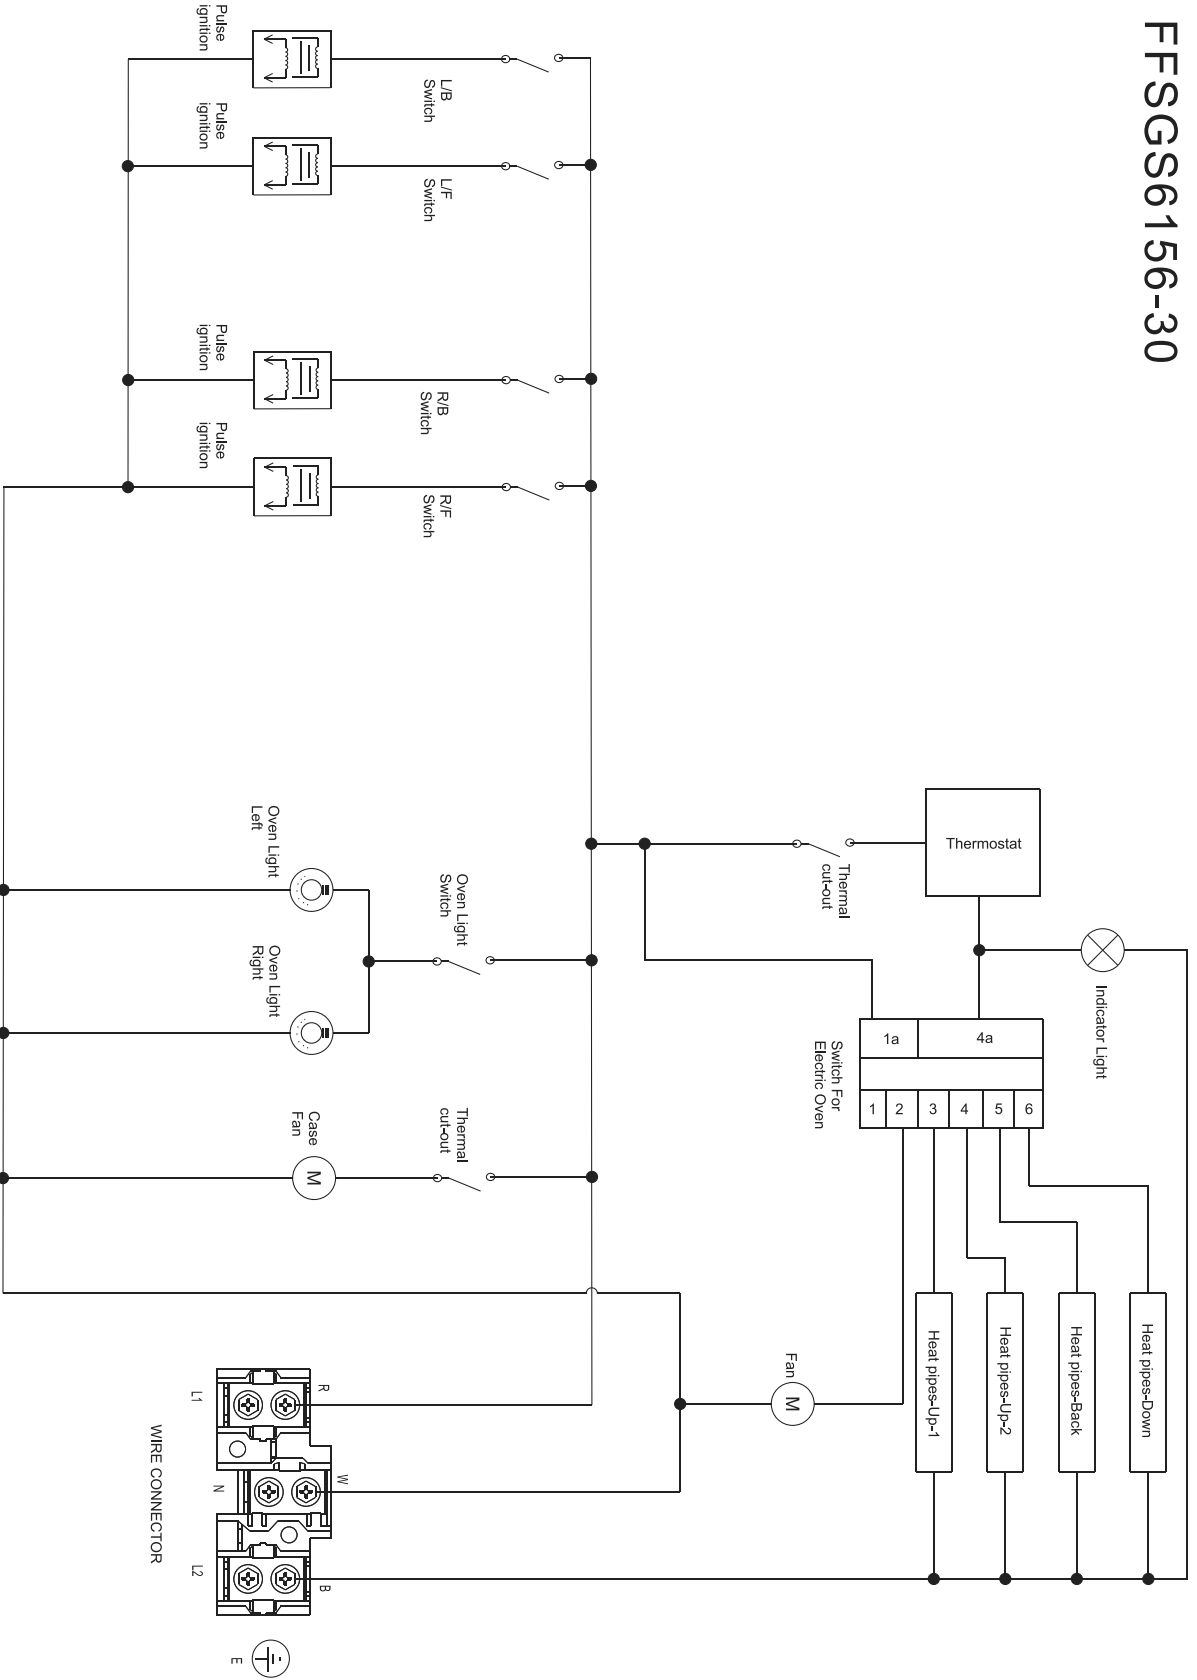 FFSGS6156-30
Pulse
ignition
L/B
Switch
Pulse
ignition
L/F
Switch
Pulse
ignition
R/B
Switch
Pulse
ignition
R/F
Switch
Thermostat
Thermal
cut-out
Indicator Light
Oven Light
Left
Oven Light
Switch
Oven Light
Right
1a
4a
Switch For
Electric Oven
1
2
3
4
5
6
Case
Fan
M
Thermal
cut-out
Fan
M
Heat pipes-Up-1
Heat pipes-Up-2
Heat pipes-Back
Heat pipes-Down
L1
R
N
W
L2
B
WIRE CONNECTOR
E